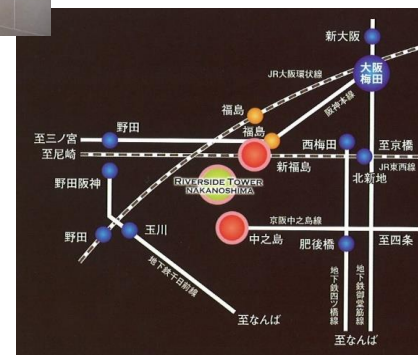 新大阪
大阪
梅田
JR大阪環状線
阪神本線
福島
福島
至三ノ宮
野田
西梅田
至京橋
至尼崎
新福島
JR東西線
北新地
野田阪神
RIVERSIDE TOWER
NAKANOSHIMA
京阪中之島線
野田
玉川
中之島
肥後橋
至四条
地下鉄千日前線
地下鉄四ツ橋線
地下鉄御堂筋線
至なんば
至なんば